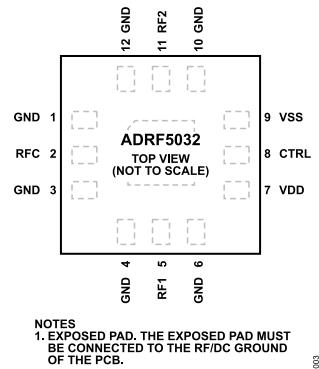 12 GND
11 RF2
10 GND
GND 1
RFC 2
GND 3
ADRF5032
TOP VIEW
(NOT TO SCALE)
9 VSS
8 CTRL
7 VDD
GND 4
RF1 5
GND 6
NOTES
1. EXPOSED PAD. THE EXPOSED PAD MUST
BE CONNECTED TO THE RF/DC GROUND
OF THE PCB.
003